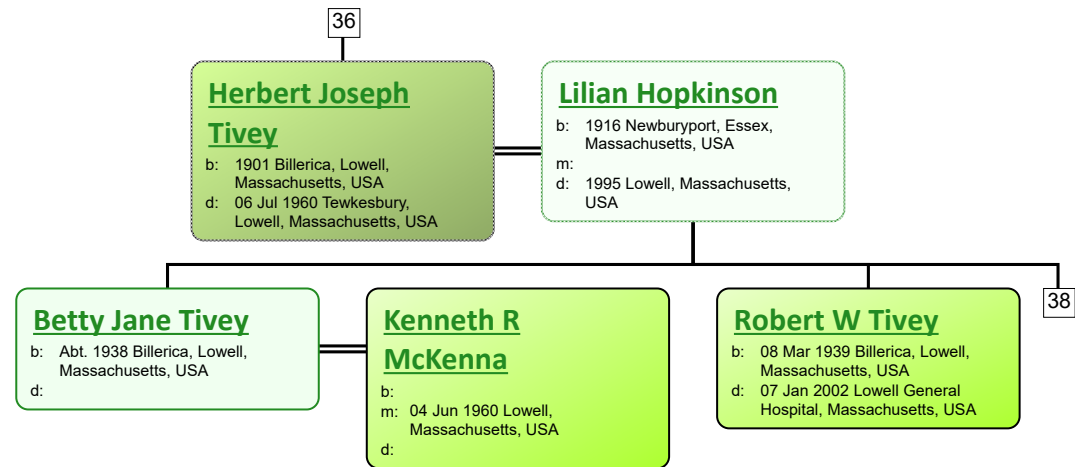 36
Herbert Joseph
Tivey
b: 1901 Billerica, Lowell,
Massachusetts, USA
d: 06 Jul 1960 Tewkesbury,
Lowell, Massachusetts, USA
Lilian Hopkinson
b: 1916 Newburyport, Essex,
Massachusetts, USA
m:
d: 1995 Lowell, Massachusetts,
USA
Betty Jane Tivey
b: Abt. 1938 Billerica, Lowell,
Massachusetts, USA
d:
Kenneth R
McKenna
b:
m: 04 Jun 1960 Lowell,
Massachusetts, USA
d:
Robert W Tivey
b: 08 Mar 1939 Billerica, Lowell,
Massachusetts, USA
d: 07 Jan 2002 Lowell General
Hospital, Massachusetts, USA
38